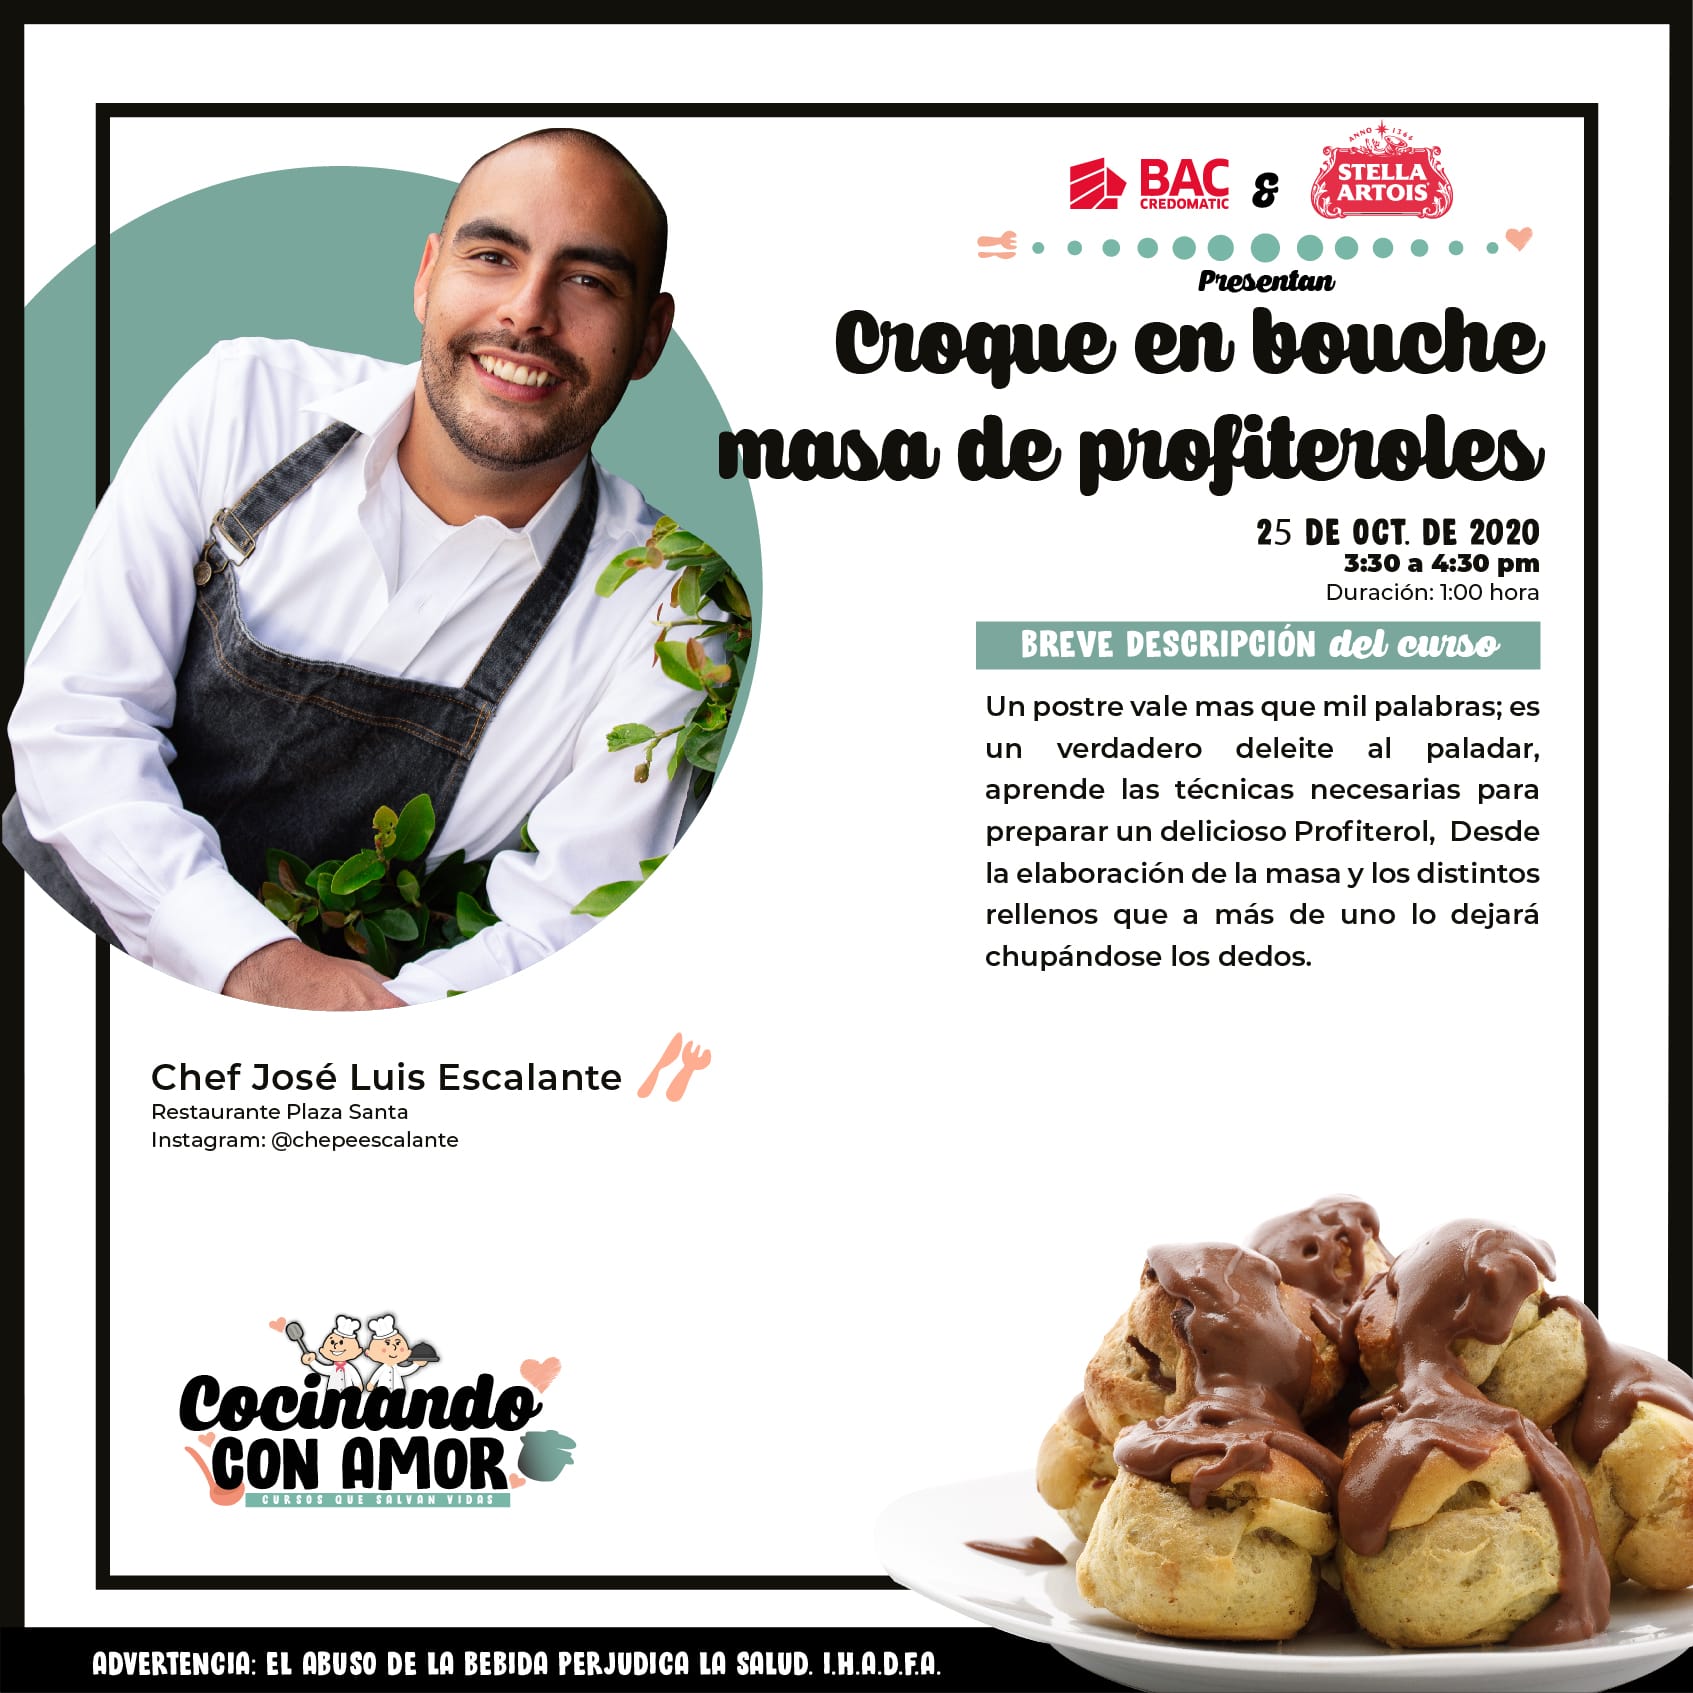 BAC
CREDOMATIC
&
ANNO 1366
STELLA
ARTOIS
Presentan
Croque en bouche
masa de profiteroles
25 DE OCT. DE 2020
3:30 a 4:30 pm
Duración: 1:00 hora
BREVE DESCRIPCIÓN del curso
Un postre vale mas que mil palabras; es
un verdadero deleite al paladar,
aprende las técnicas necesarias para
preparar un delicioso Profiterol, Desde
la elaboración de la masa y los distintos
rellenos que a más de uno lo dejará
chupándose los dedos.
Chef José Luis Escalante
Restaurante Plaza Santa
Instagram: @chepeescalante
Cocinando
CON AMOR
CURSOS QUE SALVAN VIDAS
ADVERTENCIA: EL ABUSO DE LA BEBIDA PERJUDICA LA SALUD. I.H.A.D.F.A.